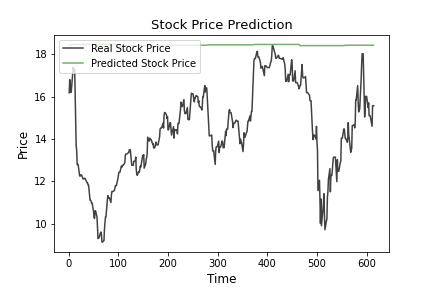 Stock Price Prediction
Real Stock Price
Predicted Stock Price
18
16
14
12
10
Price
0 100 200 300 400 500 600
Time